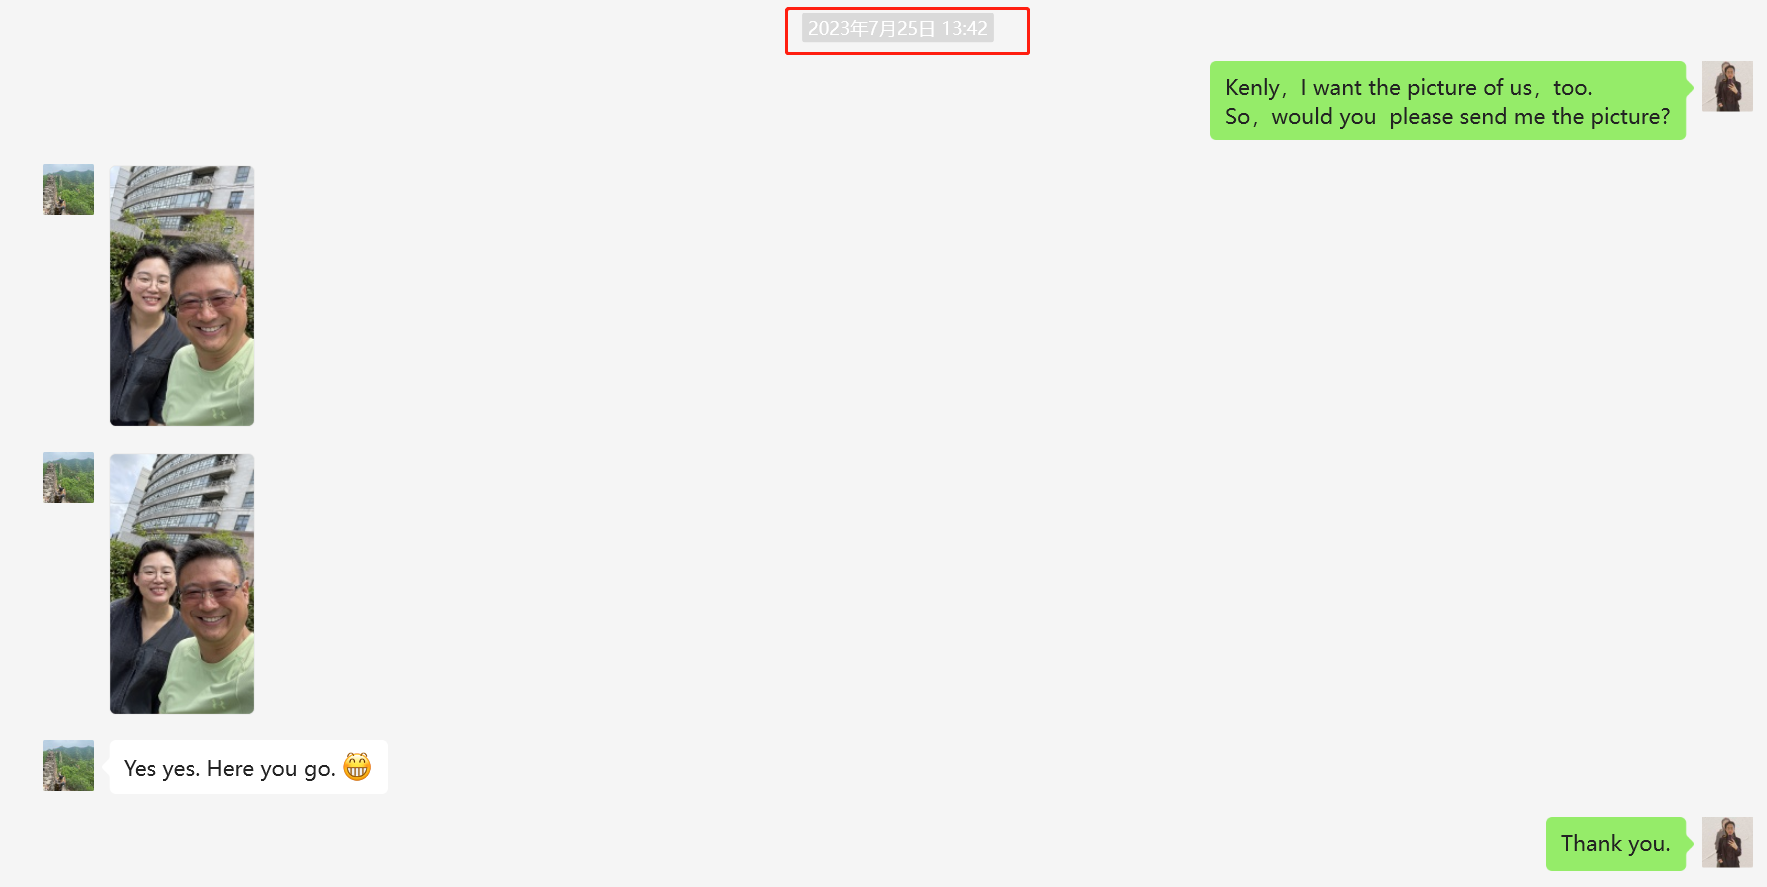 2023年7月25日 13:42
Kenly，I want the picture of us，too.
So，would you  please send me the picture?
Yes yes. Here you go. 😁
Thank you.